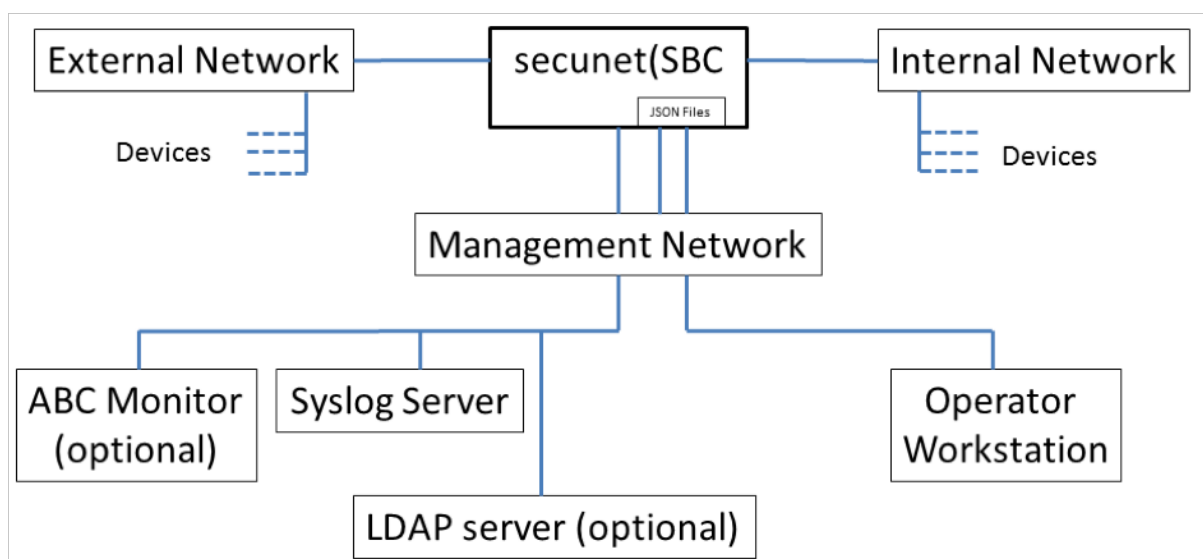 External Network
secunet(SBC
Internal Network
JSON Files
Devices
Devices
Management Network
ABC Monitor
(optional)
Syslog Server
Operator
Workstation
LDAP server (optional)